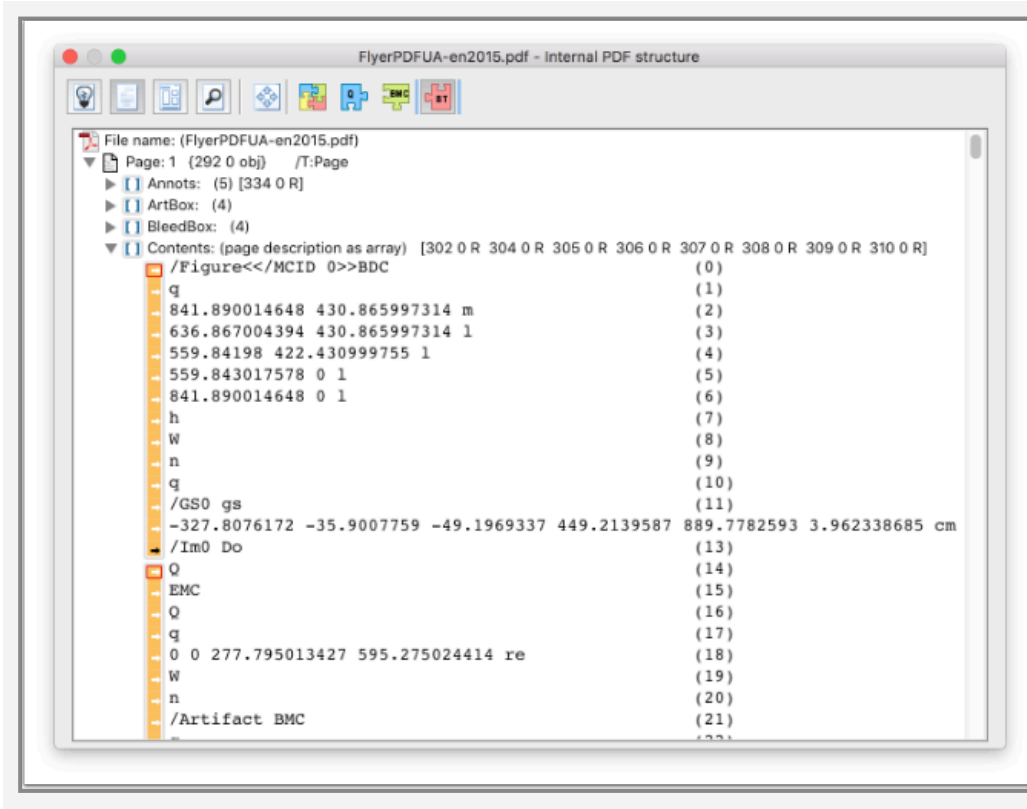 FlyerPDFUA-en2015.pdf - Internal PDF structure
Q EMC BT
File name: (FlyerPDFUA-en2015.pdf)
Page: 1 {292 0 obj} /T:Page
[ ] Annots: (5) [334 0 R]
[ ] ArtBox: (4)
[ ] BleedBox: (4)
[ ] Contents: (page description as array) [302 0 R 304 0 R 305 0 R 306 0 R 307 0 R 308 0 R 309 0 R 310 0 R]
/Figure<</MCID 0>>BDC (0)
q (1)
841.890014648 430.865997314 m (2)
636.867004394 430.865997314 l (3)
559.84198 422.430999755 l (4)
559.843017578 0 l (5)
841.890014648 0 l (6)
h (7)
W (8)
n (9)
q (10)
/GS0 gs (11)
-327.8076172 -35.9007759 -49.1969337 449.2139587 889.7782593 3.962338685 cm
/Im0 Do (13)
Q (14)
EMC (15)
Q (16)
q (17)
0 0 277.795013427 595.275024414 re (18)
W (19)
n (20)
/Artifact BMC (21)